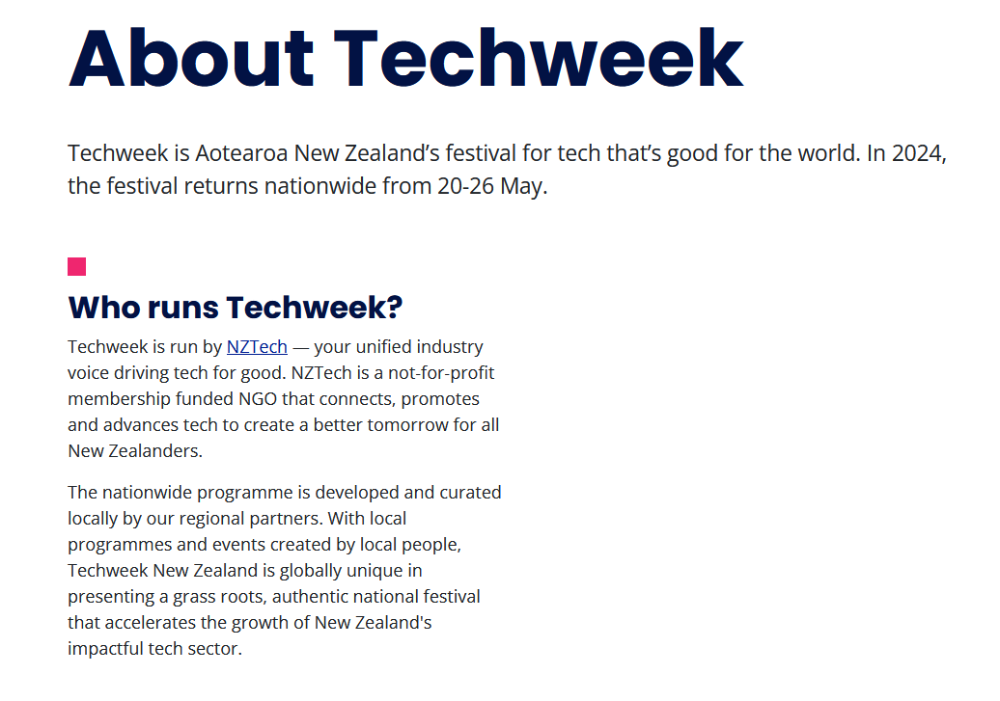 About Techweek
Techweek is Aotearoa New Zealand’s festival for tech that’s good for the world. In 2024,
the festival returns nationwide from 20-26 May.
Who runs Techweek?
Techweek is run by NZTech — your unified industry
voice driving tech for good. NZTech is a not-for-profit
membership funded NGO that connects, promotes
and advances tech to create a better tomorrow for all
New Zealanders.
The nationwide programme is developed and curated
locally by our regional partners. With local
programmes and events created by local people,
Techweek New Zealand is globally unique in
presenting a grass roots, authentic national festival
that accelerates the growth of New Zealand's
impactful tech sector.